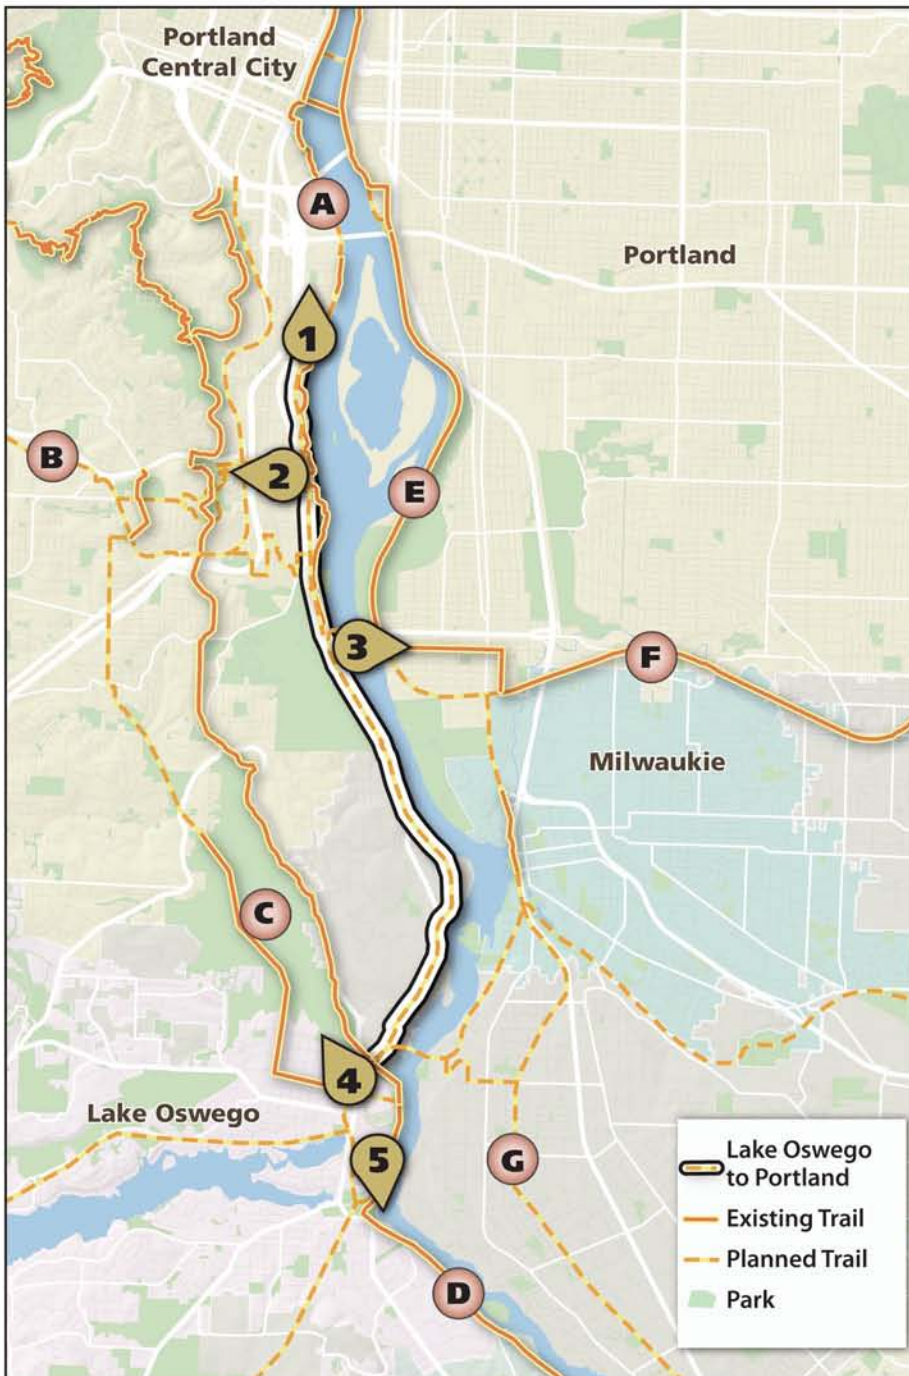 Portland
Central City
A
Portland
1
B
2
E
3
F
Milwaukie
C
4
Lake Oswego
5
G
D
Lake Oswego
to Portland
Existing Trail
Planned Trail
Park